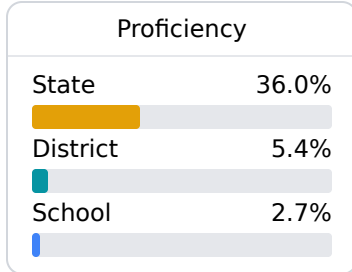 Proficiency
State 36.0%
District 5.4%
School 2.7%